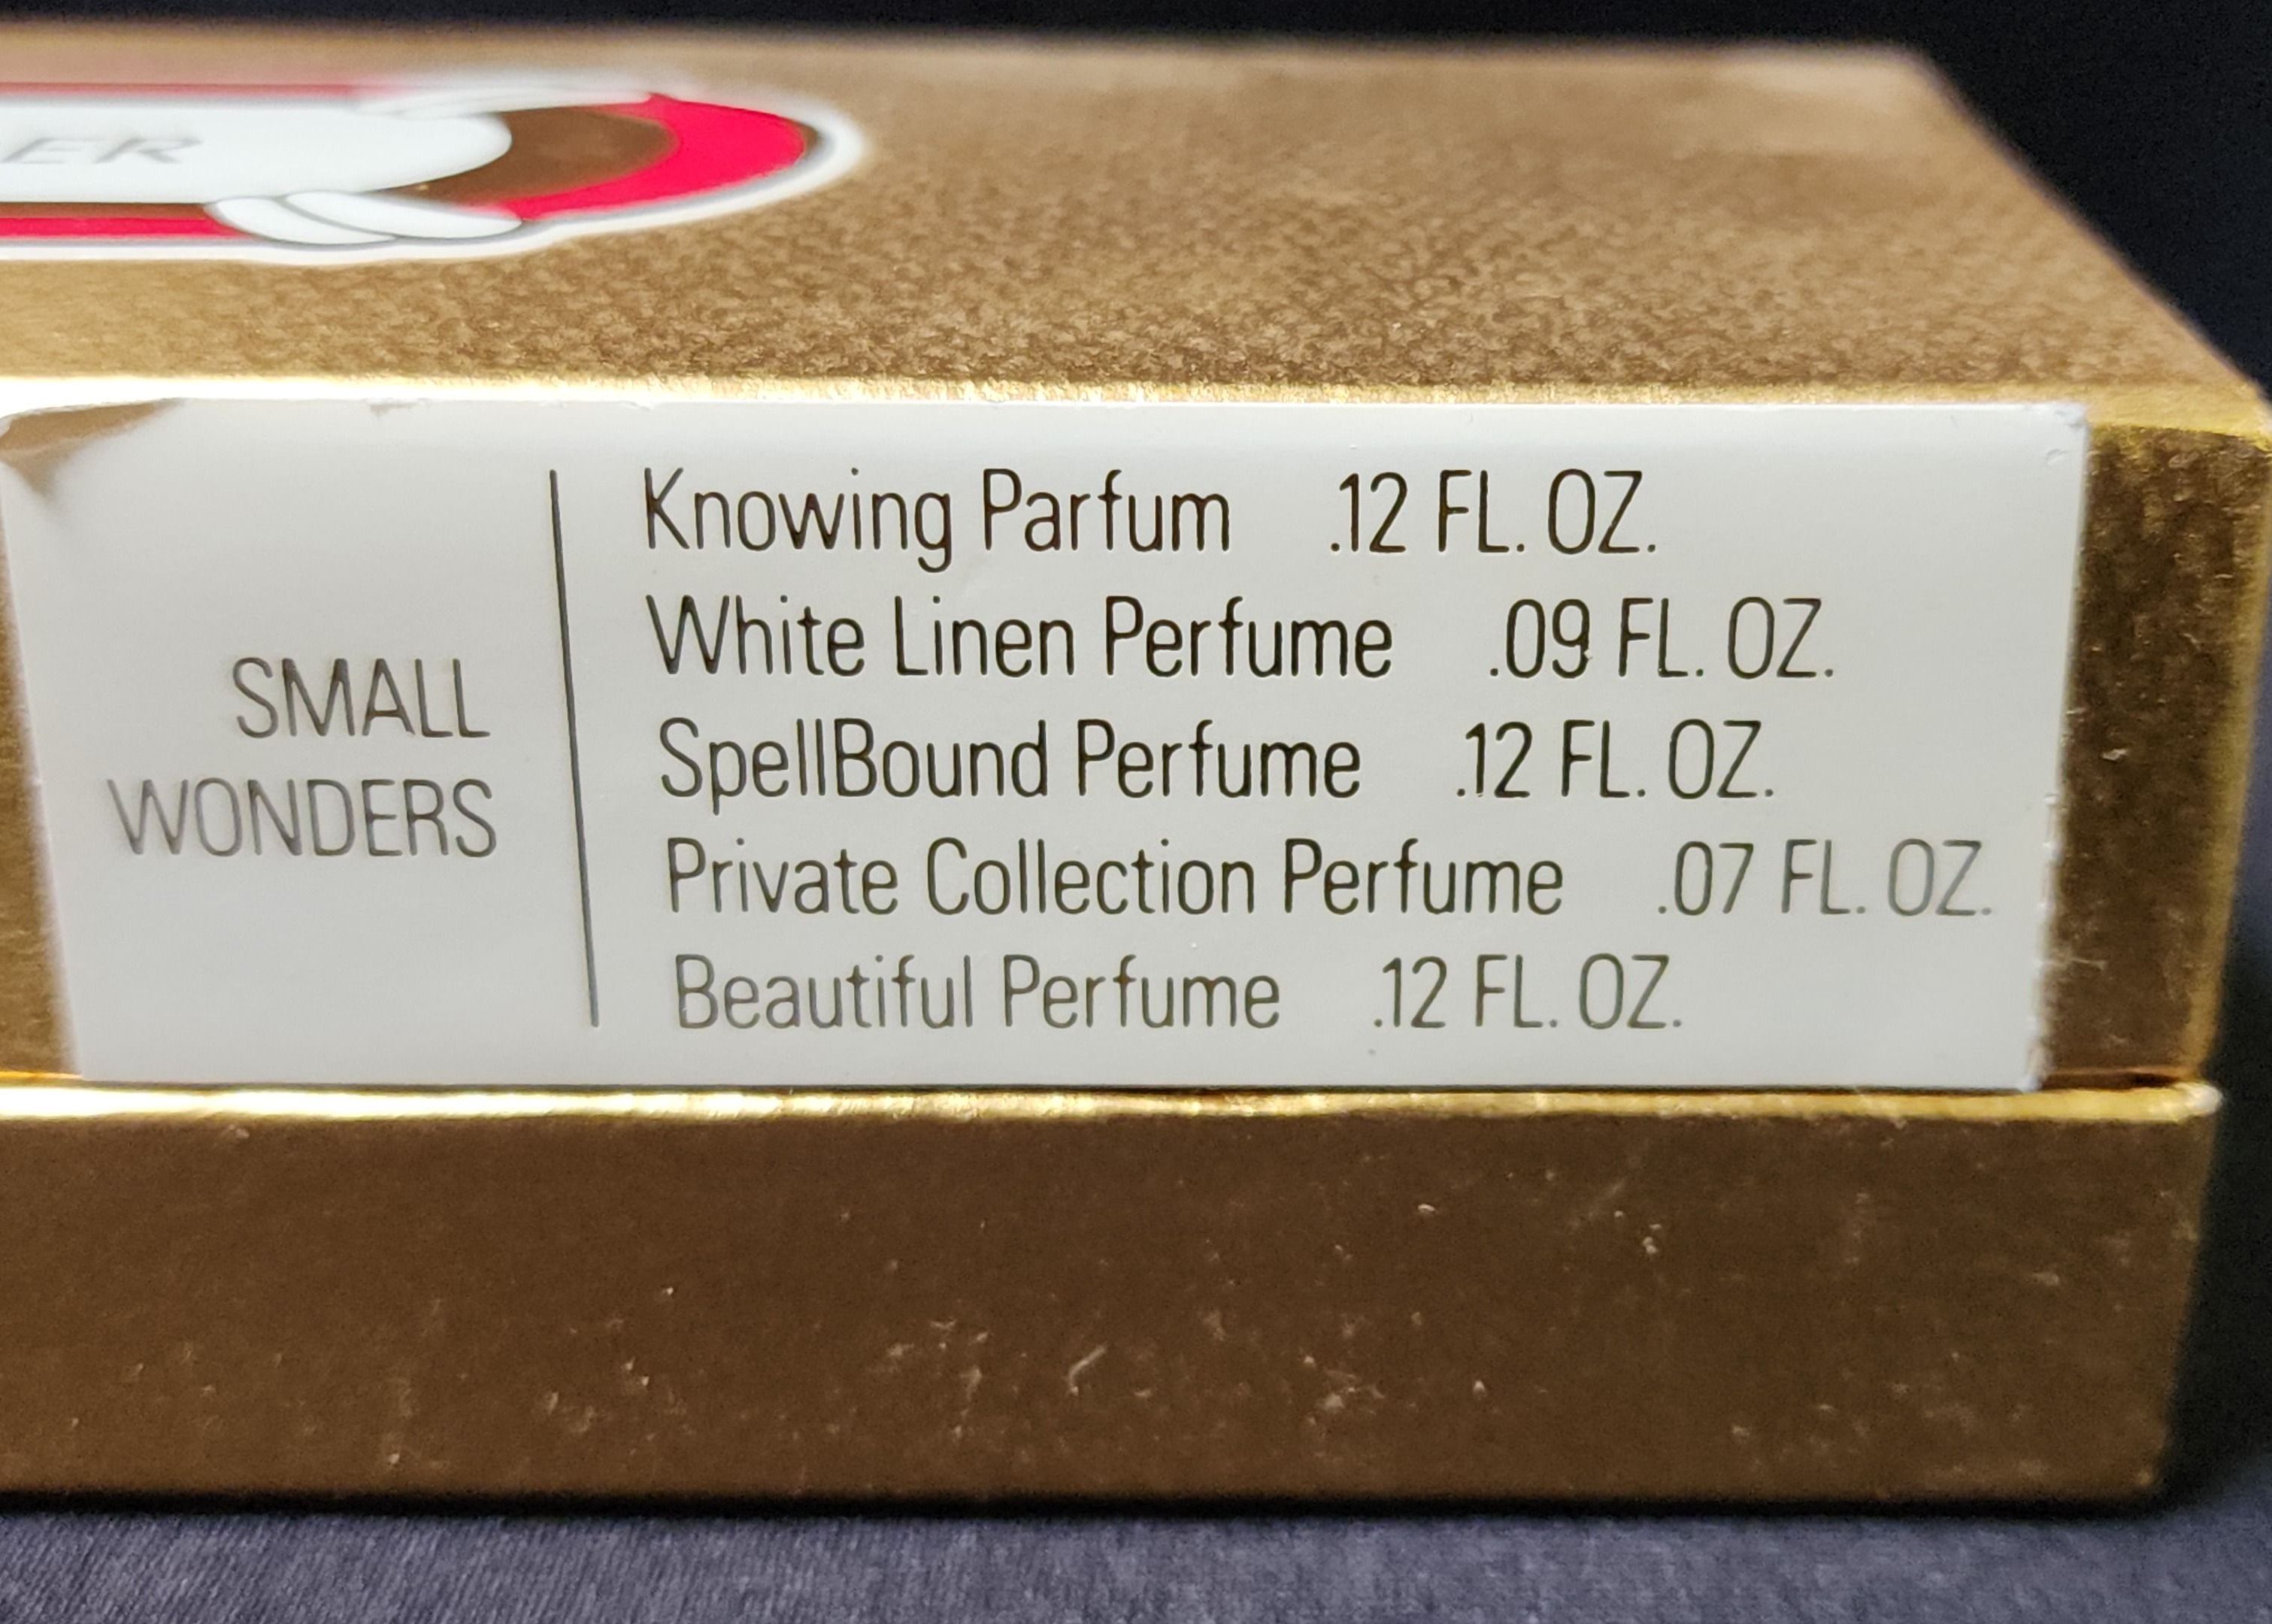 ER
SMALL
WONDERS
Knowing Parfum .12 FL. OZ.
White Linen Perfume .09 FL. OZ.
SpellBound Perfume .12 FL. OZ.
Private Collection Perfume .07 FL. OZ.
Beautiful Perfume .12 FL. OZ.